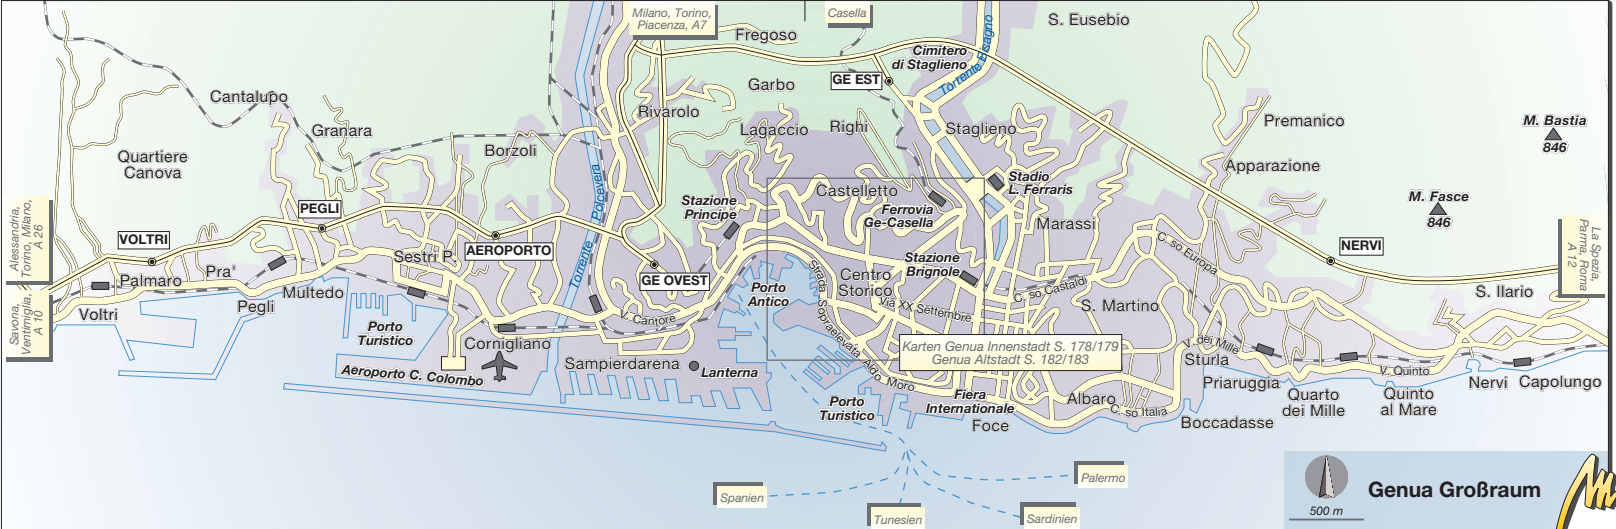 Milano, Torino,
Piacenza, A7
Casella
S. Eusebio
Fregoso
Cimitero
di Staglieno
Torrente Bisagno
GE EST
Garbo
Cantalupo
Rivarolo
Granara
Lagaccio
Righi
Staglieno
Premanico
M. Bastia
846
Borzoli
Quartiere
Canova
Apparazione
Stadio
L. Ferraris
Castelletto
Torrente Polcevera
M. Fasce
846
Alessandria,
Torino, Milano,
A 26
PEGLI
Stazione
Principe
Ferrovia
Ge-Casella
Marassi
VOLTRI
AEROPORTO
NERVI
La Spezia,
Parma, Roma
A 12
C. so Europa
Sestri P.
Stazione
Brignole
Palmaro
Pra'
GE OVEST
Centro
Storico
C. so Castaldi
Multedo
Porto
Antico
S. Ilario
Savona,
Ventimiglia,
A 10
Voltri
Pegli
V. Cantore
Via XX Settembre
S. Martino
Strada Sopraelevata Aldo Moro
Porto
Turistico
Cornigliano
Karten Genua Innenstadt S. 178/179
Genua Altstadt S. 182/183
V. dei Mille
Sturla
Sampierdarena
Lanterna
Aeroporto C. Colombo
V. Quinto
Priaruggia
Nervi
Capolungo
Porto
Turistico
Fiera
Internationale
Foce
Albaro
C. so Italia
Quarto
dei Mille
Quinto
al Mare
Boccadasse
Palermo
Spanien
Tunesien
Sardinien
500 m
Genua Großraum